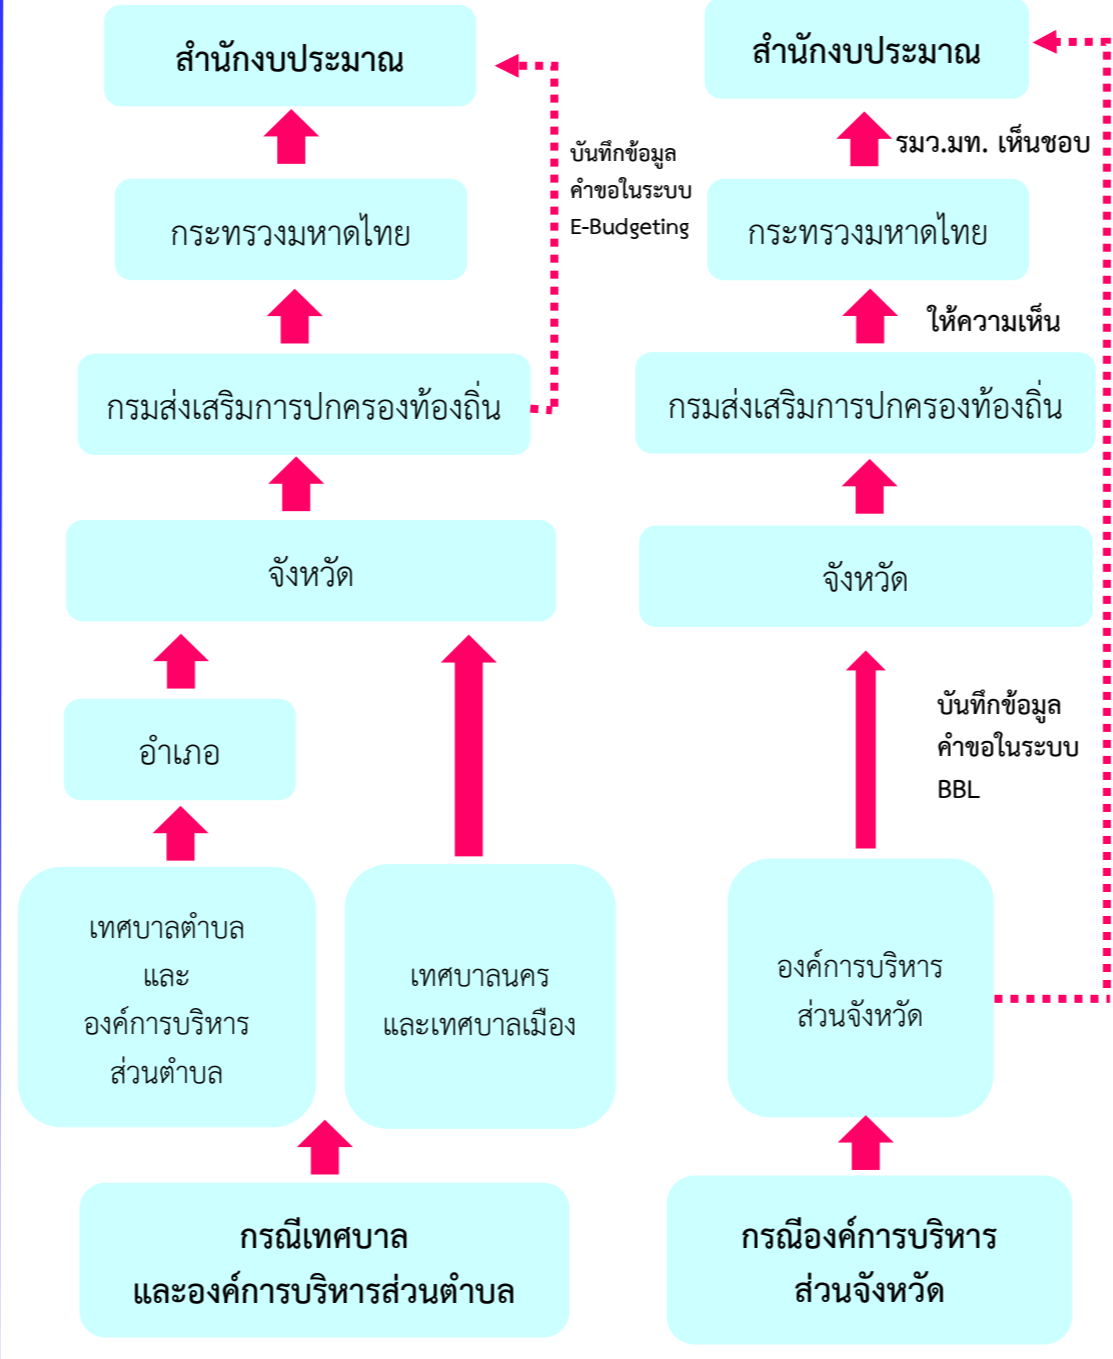 สำนักงบประมาณ
บันทึกข้อมูล
คำขอในระบบ
E-Budgeting
กระทรวงมหาดไทย
กรมส่งเสริมการปกครองท้องถิ่น
จังหวัด
อำเภอ
เทศบาลตำบล
และ
องค์การบริหาร
ส่วนตำบล
เทศบาลนคร
และเทศบาลเมือง
กรณีเทศบาล
และองค์การบริหารส่วนตำบล
สำนักงบประมาณ
รมว.มท. เห็นชอบ
กระทรวงมหาดไทย
ให้ความเห็น
กรมส่งเสริมการปกครองท้องถิ่น
จังหวัด
บันทึกข้อมูล
คำขอในระบบ
BBL
องค์การบริหาร
ส่วนจังหวัด
กรณีองค์การบริหาร
ส่วนจังหวัด